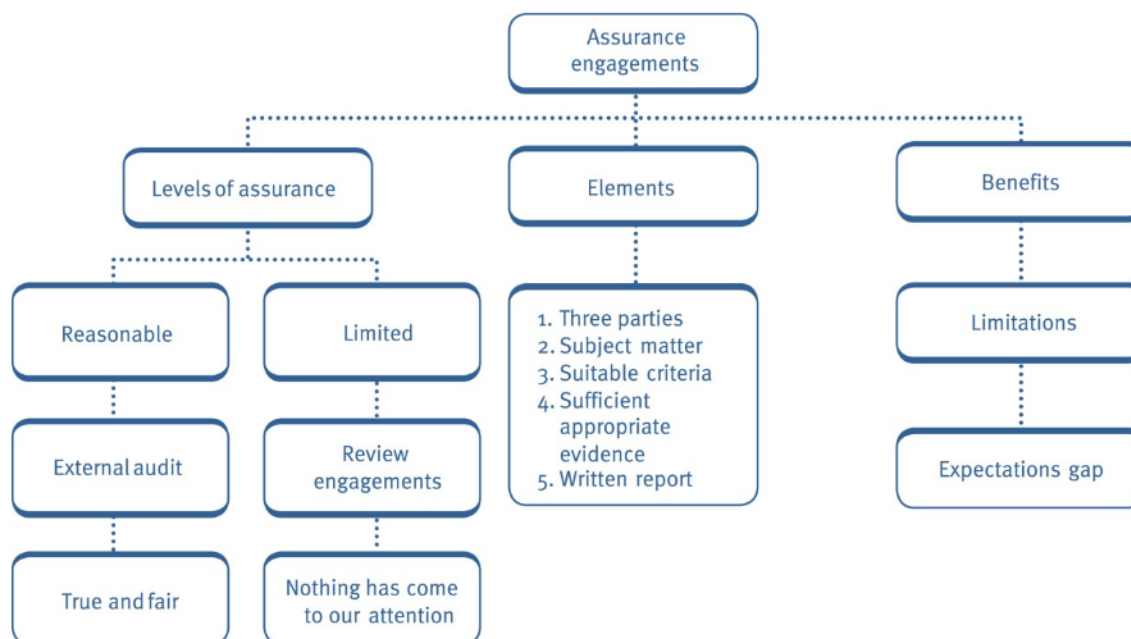 Assurance
engagements
Levels of assurance
Elements
Benefits
Reasonable
Limited
1. Three parties
2. Subject matter
3. Suitable criteria
4. Sufficient
appropriate
evidence
5. Written report
Limitations
External audit
Review
engagements
Expectations gap
True and fair
Nothing has come
to our attention